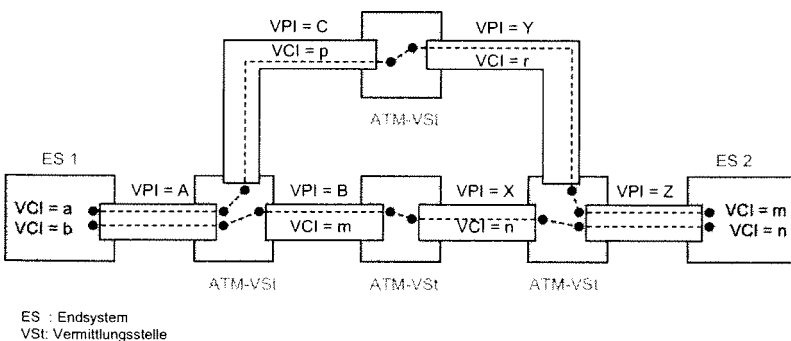 VPI = C
VPI = Y
VCI = p
VCI = r
ATM-VSt
ES 1
ES 2
VPI = A
VPI = B
VPI = X
VPI = Z
VCI = a
VCI = b
VCI = m
VCI = n
VCI = m
VCI = n
ATM-VSt
ATM-VSt
ATM-VSt
ES : Endsystem
VSt: Vermittlungsstelle